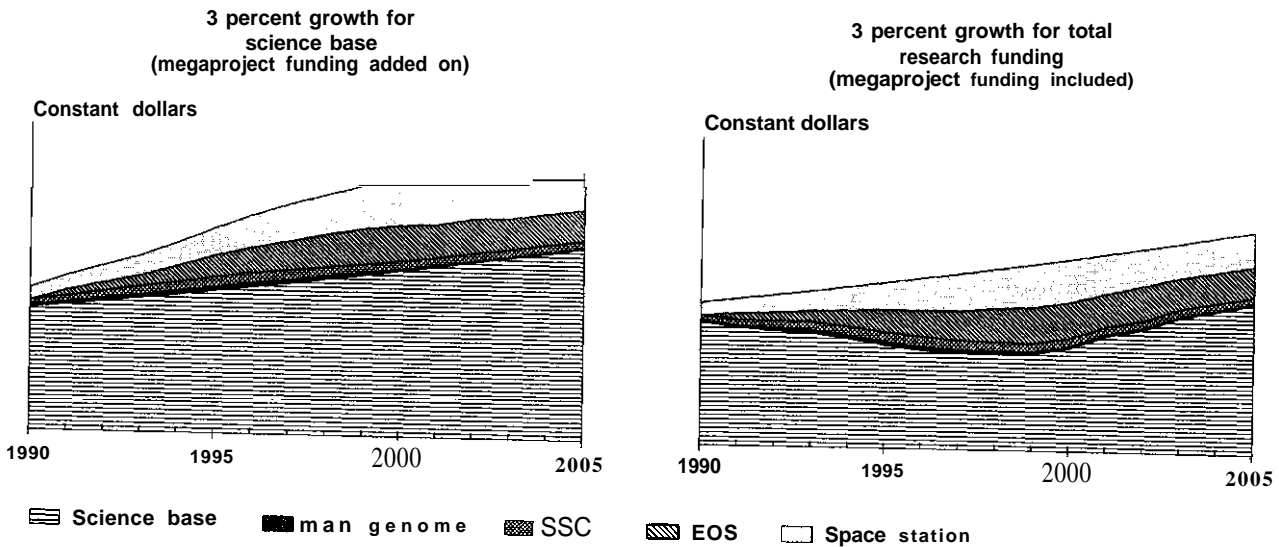 3 percent growth for
science base
(megaproject funding added on)
Constant dollars
1990
1995
2000
2005
3 percent growth for total
research funding
(megaproject funding included)
Constant dollars
1990
1995
2000
2005
Science base
man genome
SSC
EOS
Space station